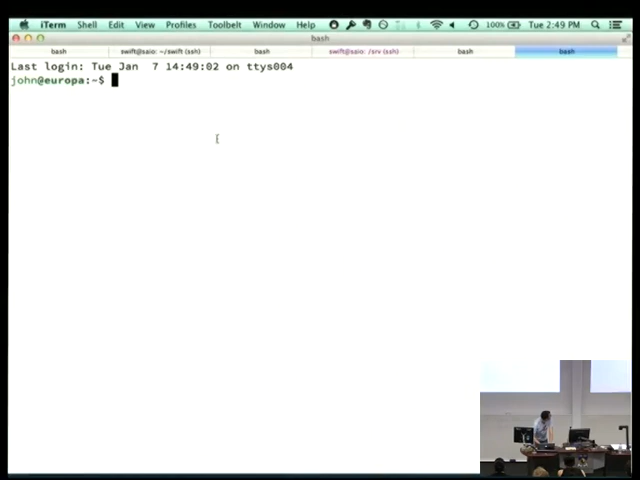 iTerm Shell Edit View Profiles Toolbelt Window Help 100% Tue 2:49 PM
bash
bash swift@saio: ~/swift (ssh) bash swift@saio: /srv (ssh) bash bash
Last login: Tue Jan  7 14:49:02 on ttys004
john@europa:~$